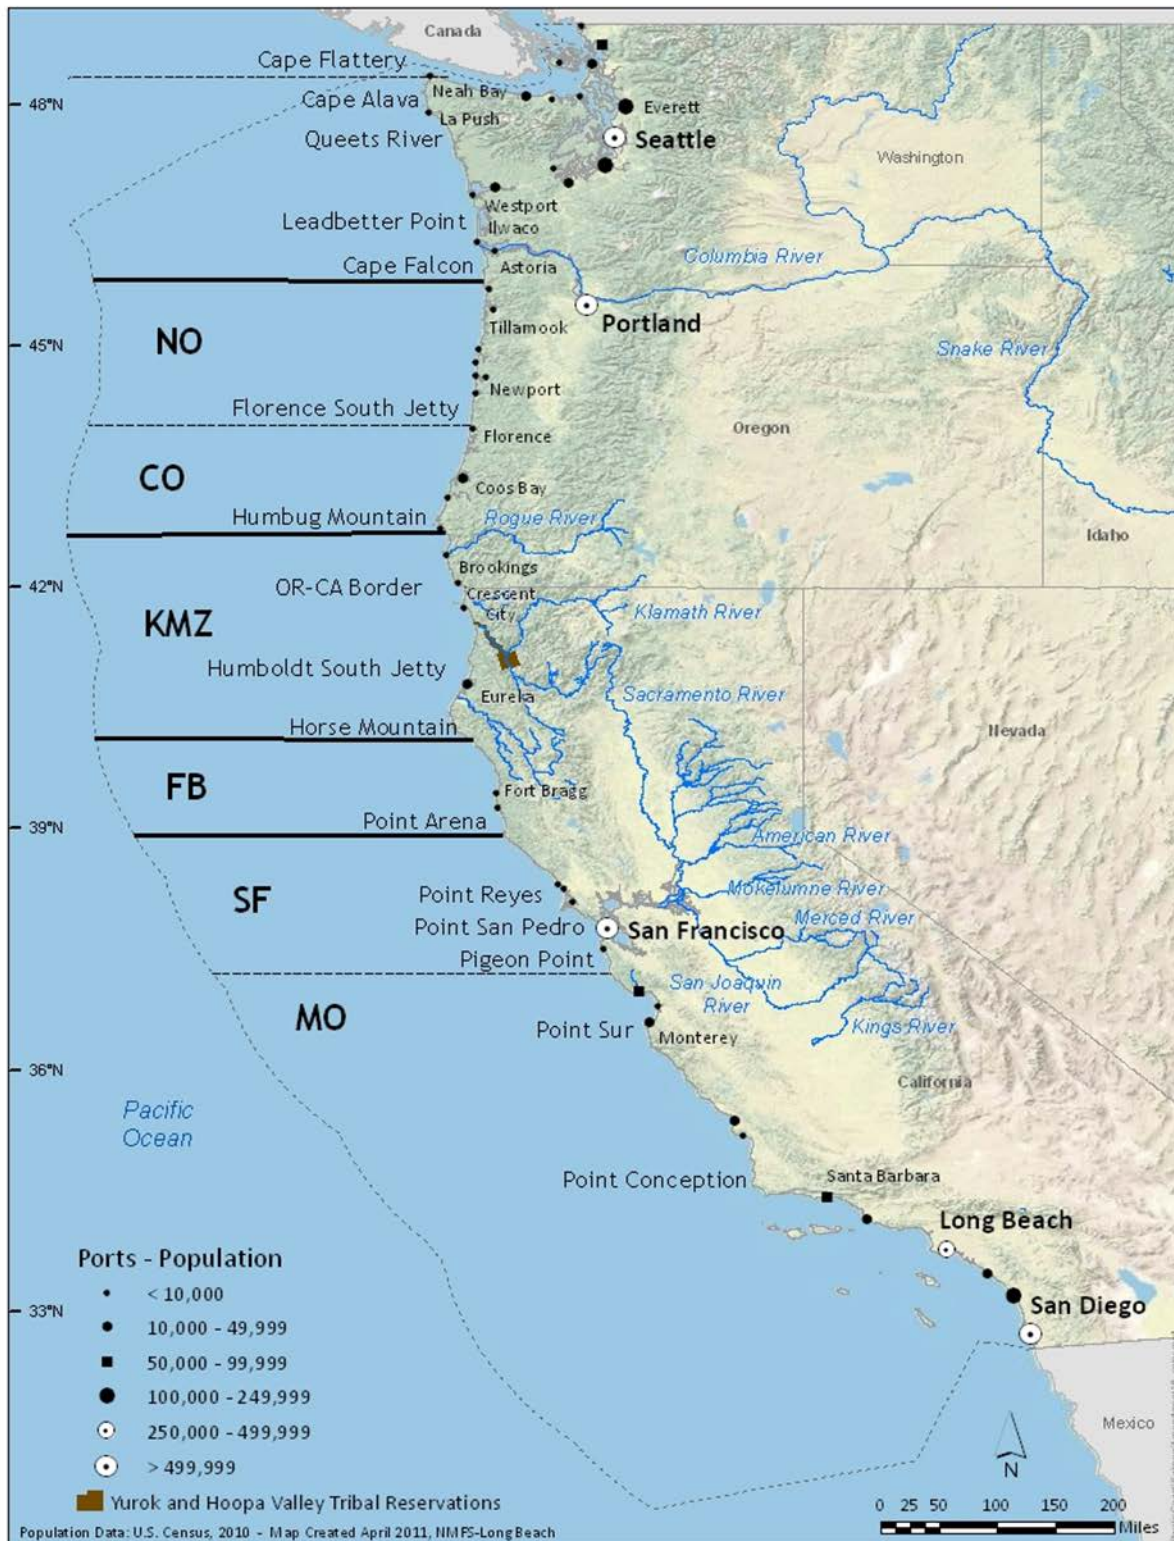 Canada
Cape Flattery
Neah Bay
48°N
Cape Alava
Everett
La Push
Queets River
Seattle
Washington
Westport
Leadbetter Point
Ilwaco
Columbia River
Cape Falcon
Astoria
Portland
Tillamook
NO
45°N
Snake River
Newport
Florence South Jetty
Oregon
Florence
CO
Coos Bay
Humbug Mountain
Rogue River
Idaho
Brookings
42°N
OR-CA Border
Crescent
City
Klamath River
KMZ
Humboldt South Jetty
Eureka
Sacramento River
Horse Mountain
Nevada
FB
Fort Bragg
Point Arena
39°N
American River
SF
Point Reyes
Mokelumne River
Point San Pedro
San Francisco
Merced River
Pigeon Point
San Joaquin
River
MO
Point Sur
Monterey
Kings River
36°N
California
Pacific
Ocean
Point Conception
Santa Barbara
Long Beach
Ports - Population
< 10,000
33°N
San Diego
10,000 - 49,999
50,000 - 99,999
100,000 - 249,999
250,000 - 499,999
> 499,999
Mexico
N
Yurok and Hoopa Valley Tribal Reservations
0 25 50 100 150 200
Miles
Population Data: U.S. Census, 2010 - Map Created April 2011, NMFS-Long Beach